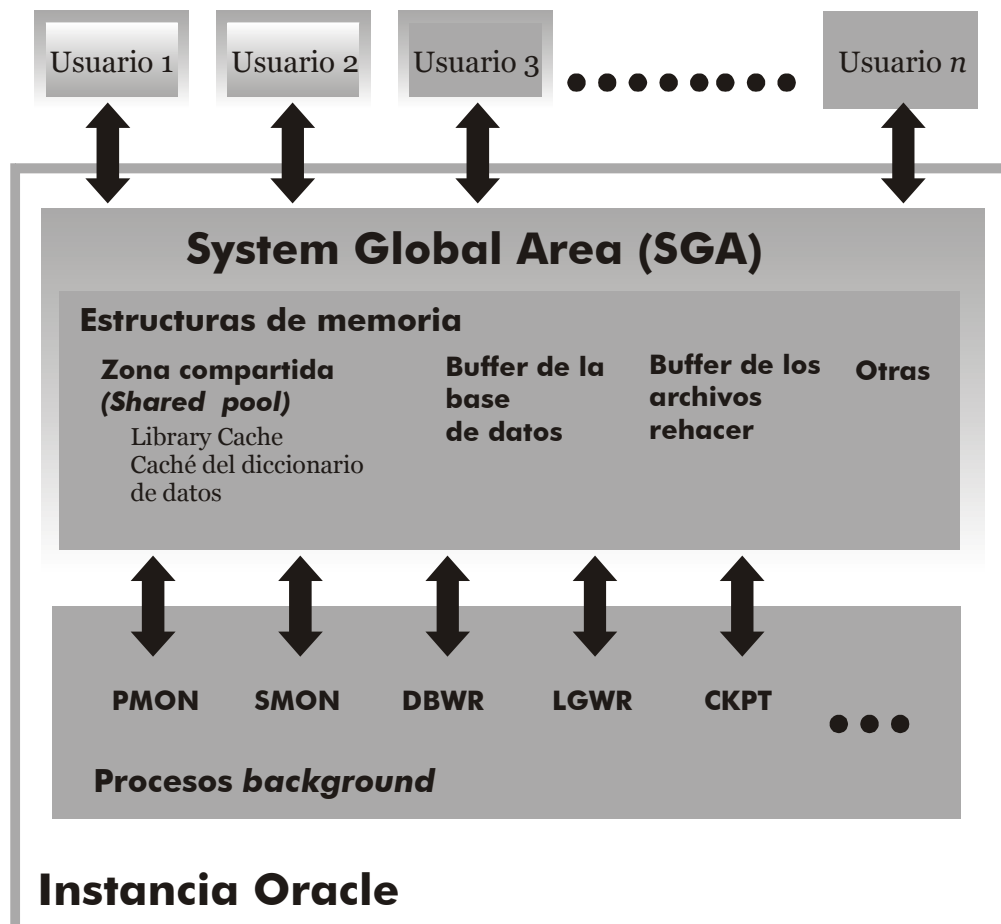 Usuario 1
Usuario 2
Usuario 3
Usuario n
System Global Area (SGA)
Estructuras de memoria
Zona compartida
(Shared pool)
Library Cache
Caché del diccionario
de datos
Buffer de la
base
de datos
Buffer de los
archivos
rehacer
Otras
PMON
SMON
DBWR
LGWR
CKPT
Procesos background
Instancia Oracle